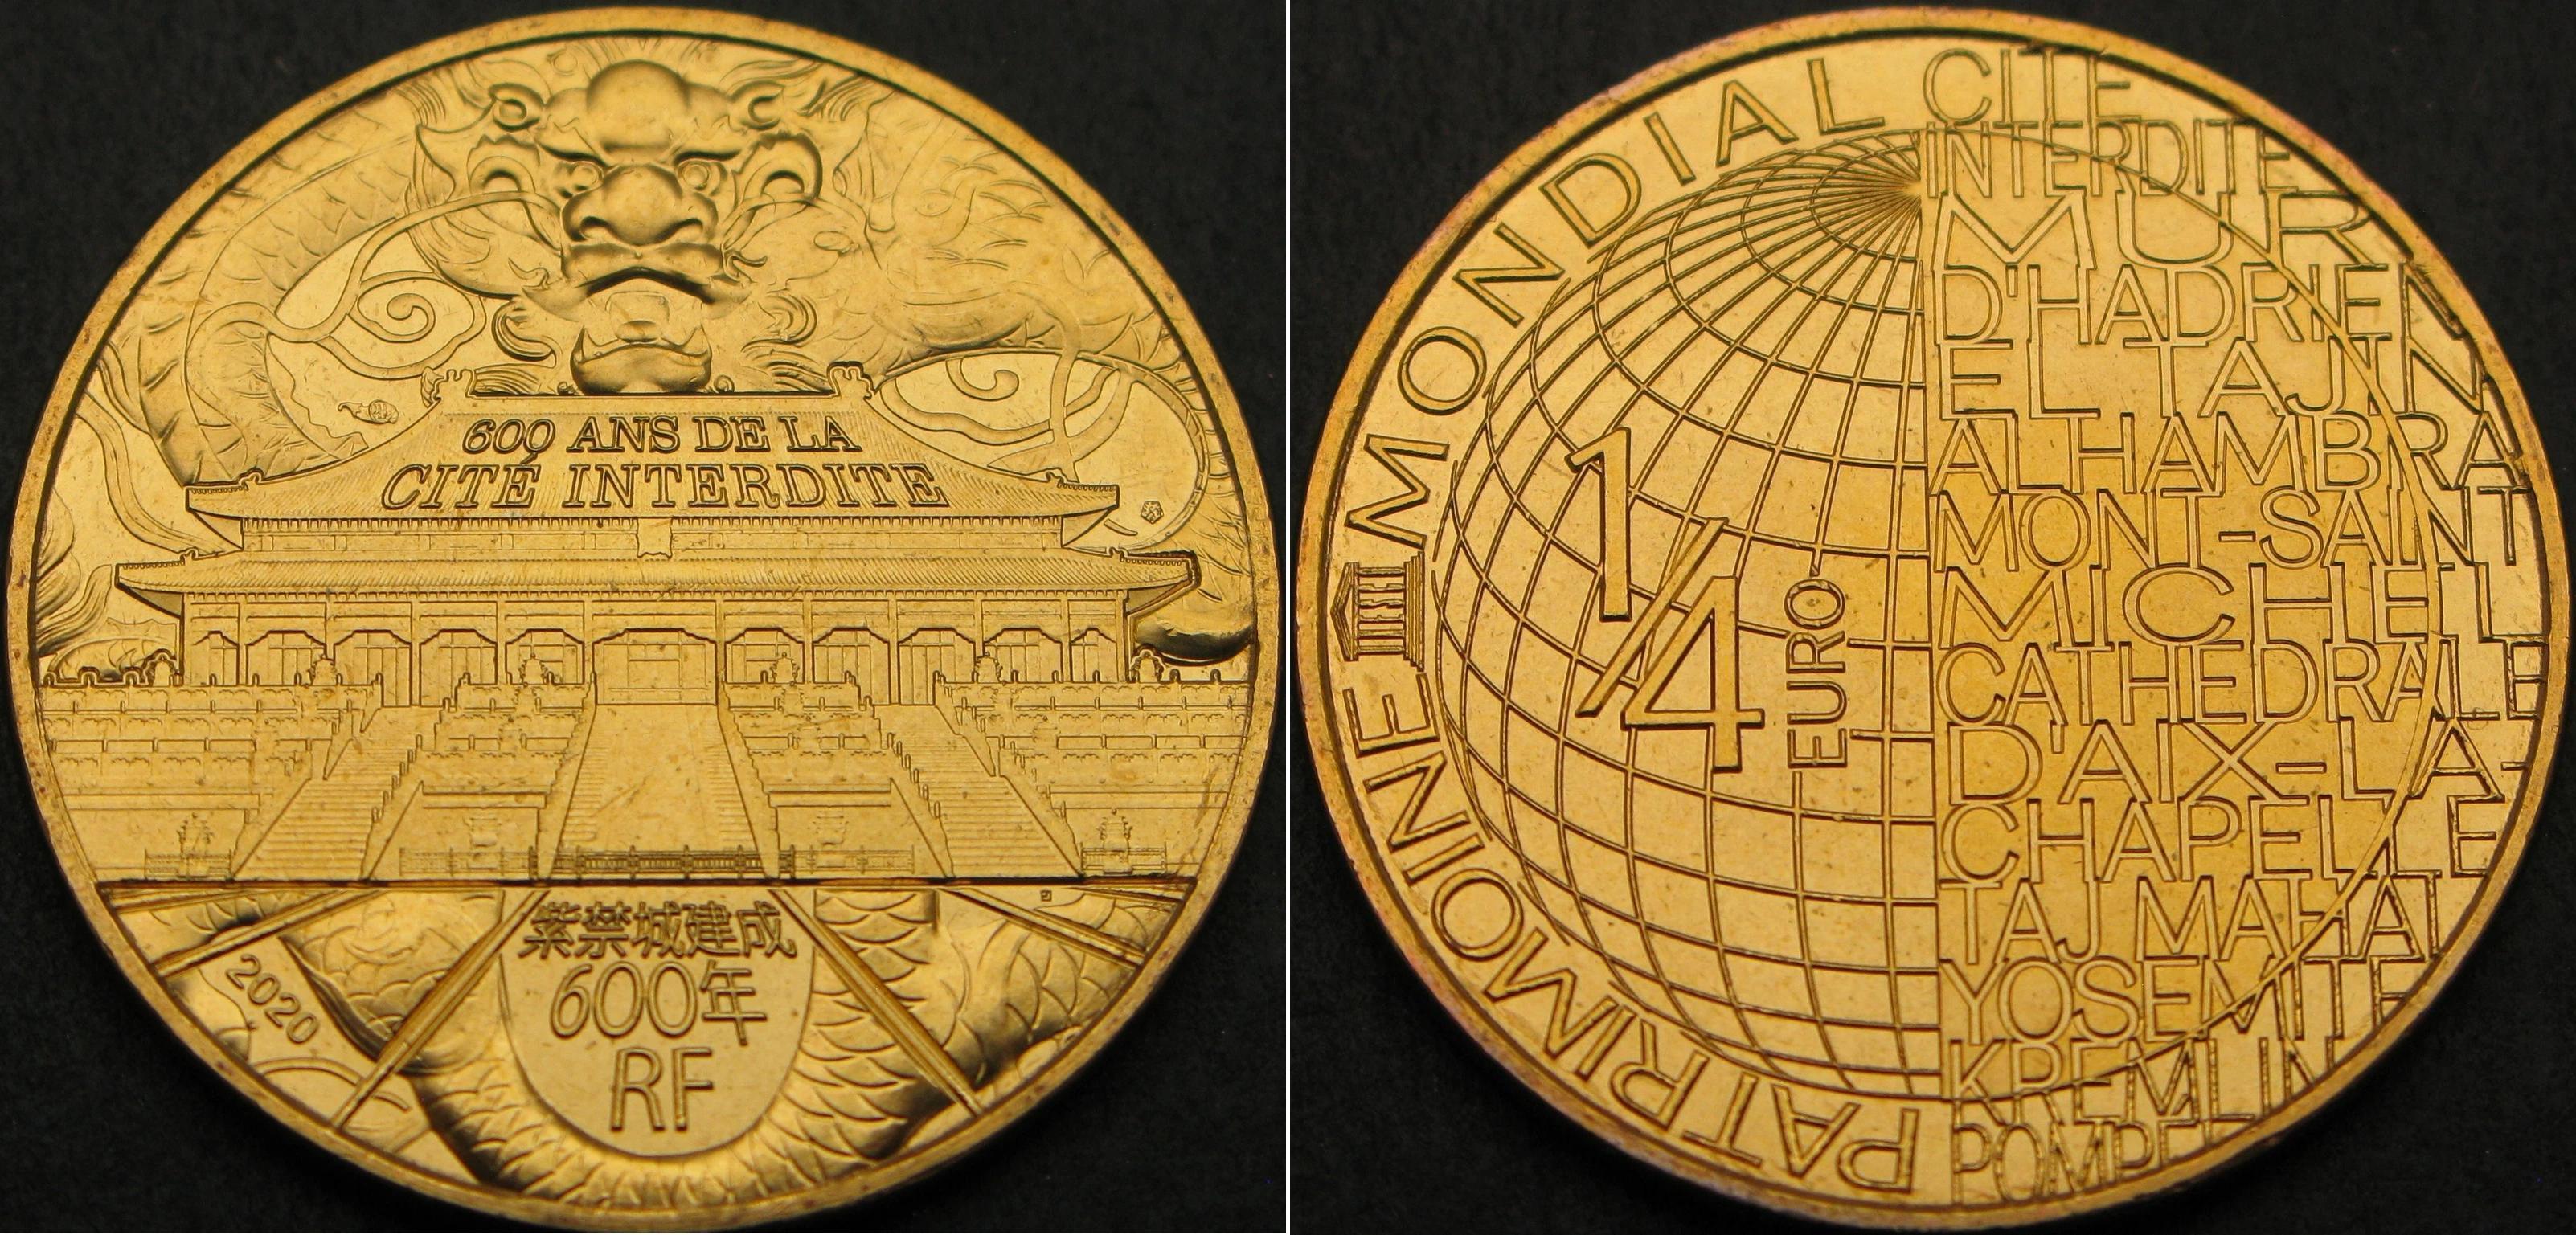 600 ANS DE LA
CITÉ INTERDITE
2020
紫禁城建成
600年
RF
PATRIMOINE MONDIAL
1/4
EURO
CITE
INTERDITE
MUR
D'HADRIEN
EL TAJIN
ALHAMBRA
MONT-SAINT
MICHEL
CATHEDRALE
D'AIX-LA-
CHAPELLE
TAJ MAHAL
YOSEMITE
KREMLIN
POMPEI